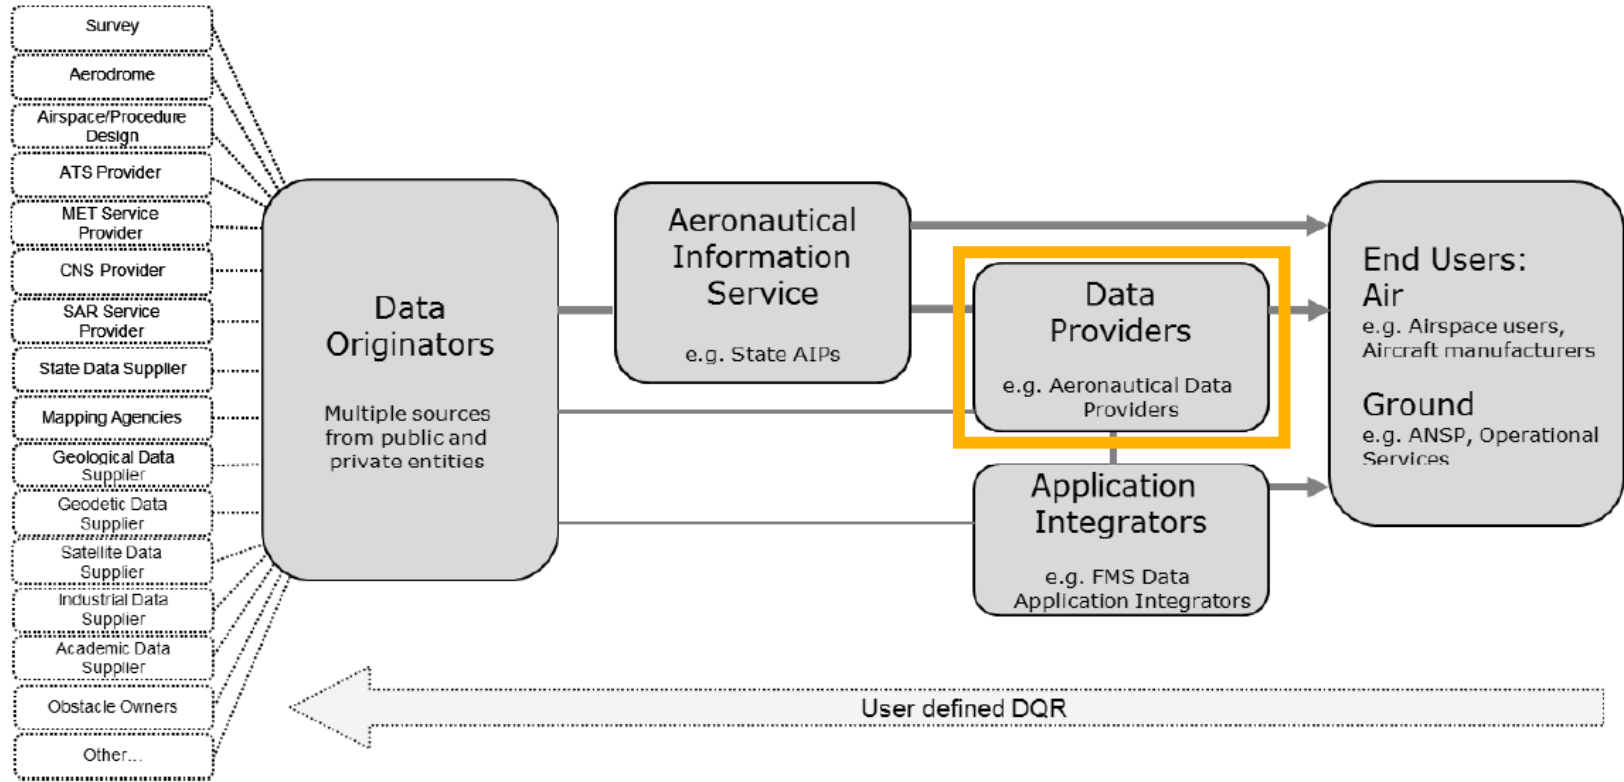 Survey
Aerodrome
Airspace/Procedure
Design
ATS Provider
MET Service
Provider
CNS Provider
SAR Service
Provider
State Data Supplier
Mapping Agencies
Geological Data
Supplier
Geodetic Data
Supplier
Satellite Data
Supplier
Industrial Data
Supplier
Academic Data
Supplier
Obstacle Owners
Other...
Data
Originators
Multiple sources
from public and
private entities
Aeronautical
Information
Service
e.g. State AIPs
Data
Providers
e.g. Aeronautical Data
Providers
Application
Integrators
e.g. FMS Data
Application Integrators
End Users:
Air
e.g. Airspace users,
Aircraft manufacturers
Ground
e.g. ANSP, Operational
Services
User defined DQR